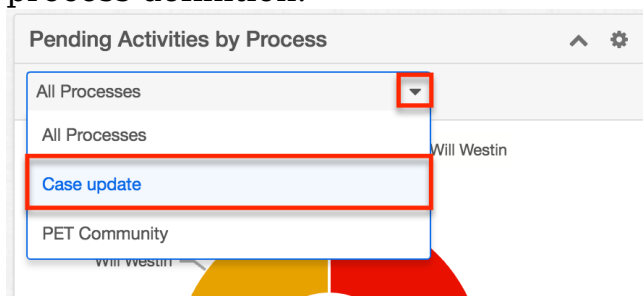 process definition.
Pending Activities by Process
All Processes
All Processes
Will Westin
Case update
PET Community
Will Westin